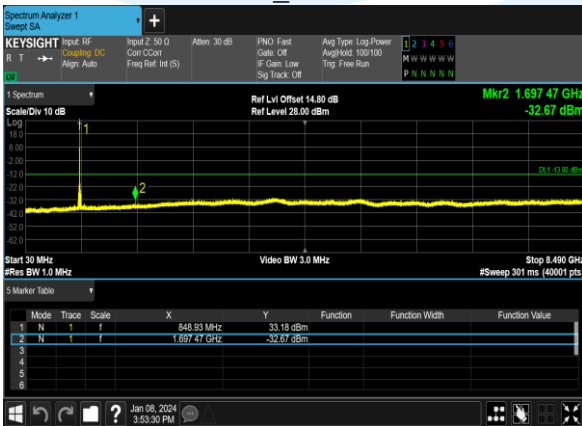 Spectrum Analyzer 1
Swept SA
+
KEYSIGHT Input: RF Input Z: 50 Ω Atten: 30 dB PNO: Fast Avg Type: Log-Power 1 2 3 4 5 6
R T Coupling: DC Corr CCorr Gate: Off Avg|Hold: 100/100 M W W W W W
Align: Auto Freq Ref: Int (S) IF Gain: Low Trig: Free Run
LW Sig Track: Off P N N N N N
1 Spectrum Ref Lvl Offset 14.80 dB Mkr2 1.697 47 GHz
Scale/Div 10 dB Ref Level 28.00 dBm -32.67 dBm
Log
1
18.0
8.00
-2.00
DL1 -13.00 dBm
-12.0
2
-22.0
-32.0
-42.0
-52.0
-62.0
Start 30 MHz Video BW 3.0 MHz Stop 8.490 GHz
#Res BW 1.0 MHz #Sweep 301 ms (40001 pts)
5 Marker Table
Mode Trace Scale X Y Function Function Width Function Value
1 N 1 f 848.93 MHz 33.18 dBm
2 N 1 f 1.697 47 GHz -32.67 dBm
3
4
5
6
? Jan 08, 2024
3:53:30 PM